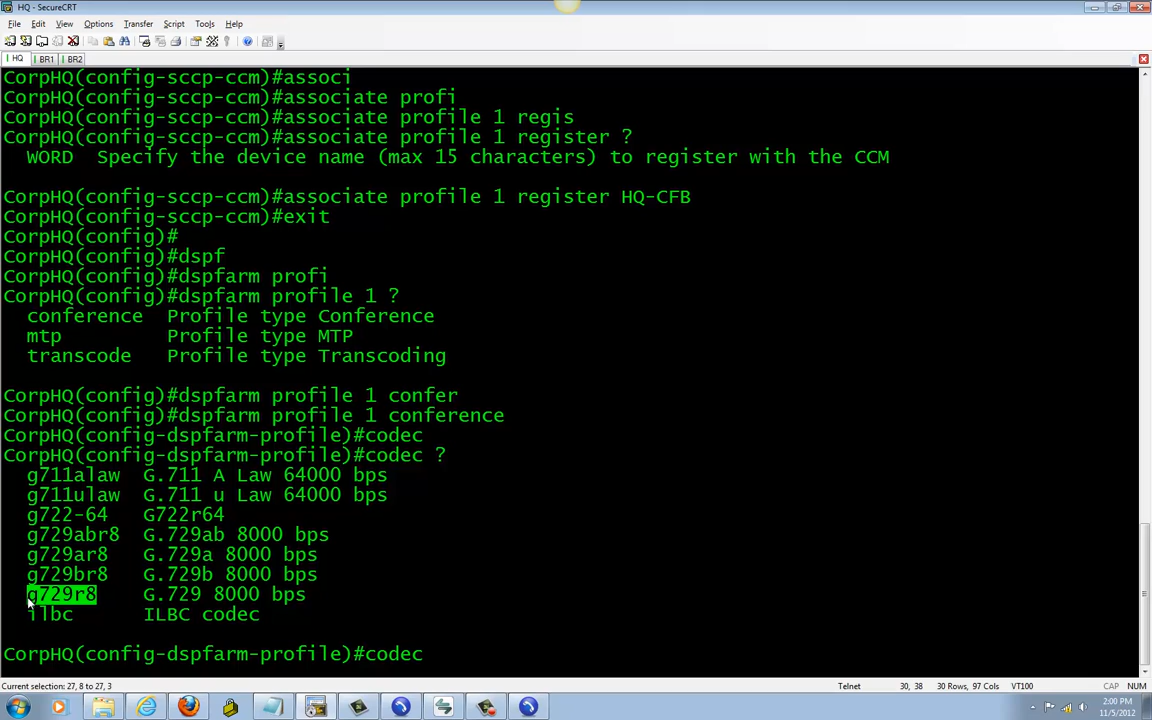 HQ - SecureCRT
File Edit View Options Transfer Script Tools Help
HQ BR1 BR2
CorpHQ(config-sccp-ccm)#associ
CorpHQ(config-sccp-ccm)#associate profi
CorpHQ(config-sccp-ccm)#associate profile 1 regis
CorpHQ(config-sccp-ccm)#associate profile 1 register ?
WORD  Specify the device name (max 15 characters) to register with the CCM
CorpHQ(config-sccp-ccm)#associate profile 1 register HQ-CFB
CorpHQ(config-sccp-ccm)#exit
CorpHQ(config)#
CorpHQ(config)#dspf
CorpHQ(config)#dspfarm profi
CorpHQ(config)#dspfarm profile 1 ?
conference  Profile type Conference
mtp         Profile type MTP
transcode   Profile type Transcoding
CorpHQ(config)#dspfarm profile 1 confer
CorpHQ(config)#dspfarm profile 1 conference
CorpHQ(config-dspfarm-profile)#codec
CorpHQ(config-dspfarm-profile)#codec ?
g711alaw  G.711 A Law 64000 bps
g711ulaw  G.711 u Law 64000 bps
g722-64   G722r64
g729abr8  G.729ab 8000 bps
g729ar8   G.729a 8000 bps
g729br8   G.729b 8000 bps
g729r8    G.729 8000 bps
ilbc      ILBC codec
CorpHQ(config-dspfarm-profile)#codec
Current selection: 27, 8 to 27, 3 Telnet 30, 38 30 Rows, 97 Cols VT100 CAP NUM
2:00 PM
11/5/2012